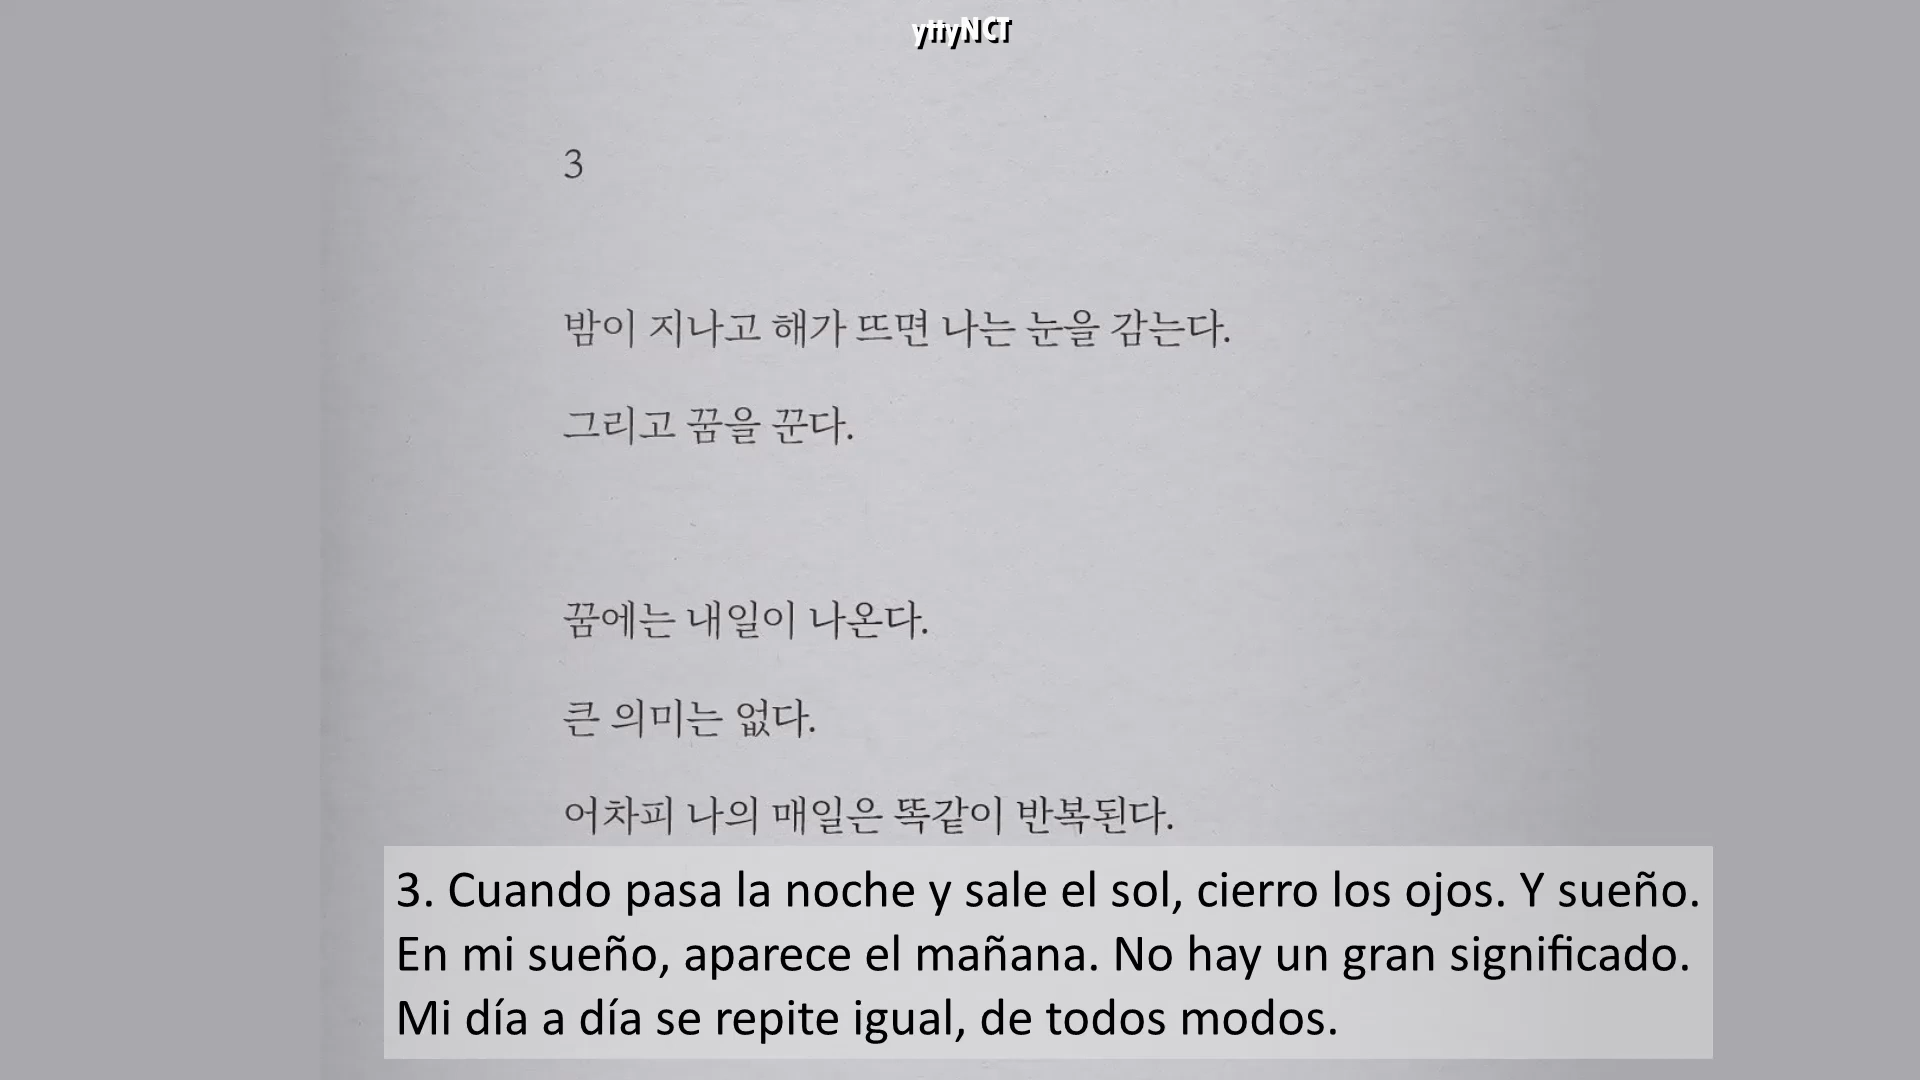 yttyNCT
3
밤이 지나고 해가 뜨면 나는 눈을 감는다.
그리고 꿈을 꾼다.
꿈에는 내일이 나온다.
큰 의미는 없다.
어차피 나의 매일은 똑같이 반복된다.
3. Cuando pasa la noche y sale el sol, cierro los ojos. Y sueño.
En mi sueño, aparece el mañana. No hay un gran significado.
Mi día a día se repite igual, de todos modos.